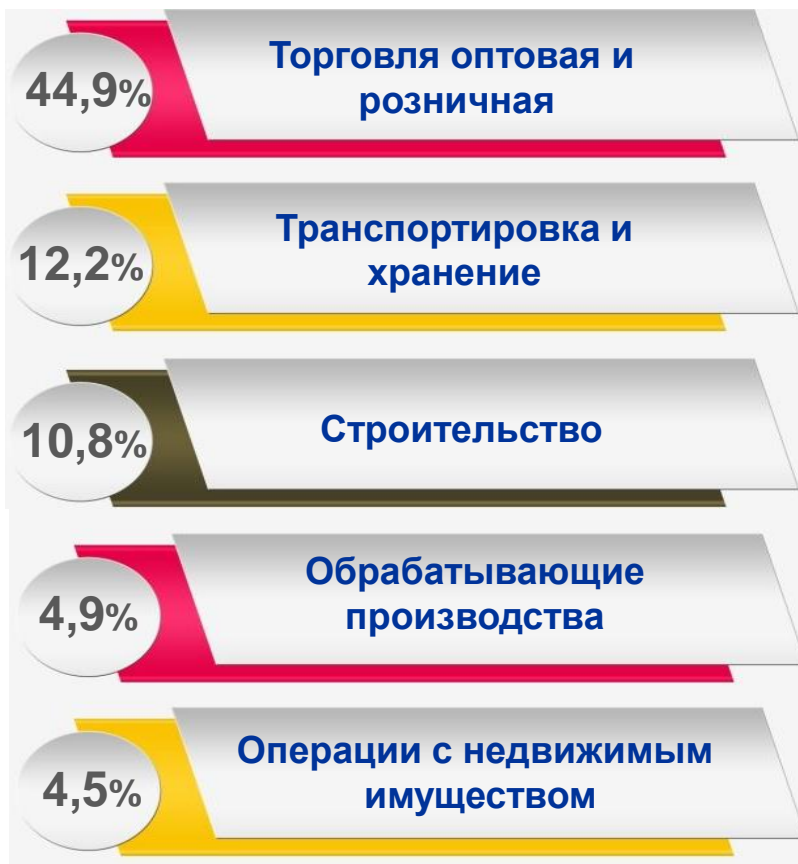 44,9%
Торговля оптовая и
розничная
12,2%
Транспортировка и
хранение
10,8%
Строительство
4,9%
Обрабатывающие
производства
4,5%
Операции с недвижимым
имуществом